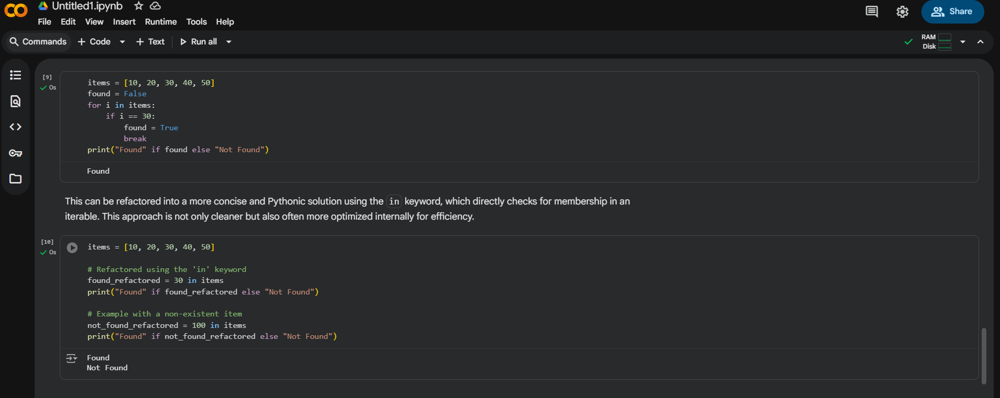 Untitled1.ipynb
File Edit View Insert Runtime Tools Help
Share
Commands + Code + Text Run all
RAM
Disk
[9]
0s
items = [10, 20, 30, 40, 50]
found = False
for i in items:
    if i == 30:
        found = True
        break
print("Found" if found else "Not Found")
Found
This can be refactored into a more concise and Pythonic solution using the in keyword, which directly checks for membership in an
iterable. This approach is not only cleaner but also often more optimized internally for efficiency.
[10]
0s
items = [10, 20, 30, 40, 50]
# Refactored using the 'in' keyword
found_refactored = 30 in items
print("Found" if found_refactored else "Not Found")
# Example with a non-existent item
not_found_refactored = 100 in items
print("Found" if not_found_refactored else "Not Found")
Found
Not Found